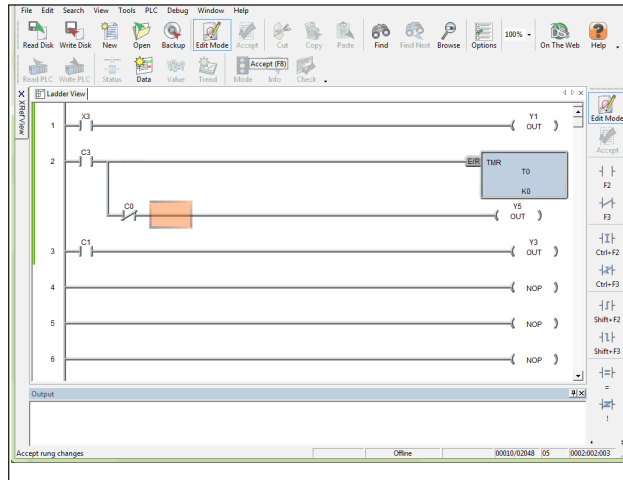 File Edit Search View Tools PLC Debug Window Help
Read Disk Write Disk New Open Backup Edit Mode Accept Cut Copy Paste Find Find Next Browse Options 100% On The Web Help
Accept (F8)
Read PLC Write PLC Status Data Value Trend Mode Info Check
X Ladder View
XRef View
Edit Mode
Accept
F2
F3
Ctrl+F2
Ctrl+F3
Shift+F2
Shift+F3
=
!
1 X3 Y1
OUT
2 C3 E/R TMR
T0
K0
C0 Y5
OUT
3 C1 Y3
OUT
4 NOP
5 NOP
6 NOP
Output
Accept rung changes Offline 00010/02048 05 0002:002:003